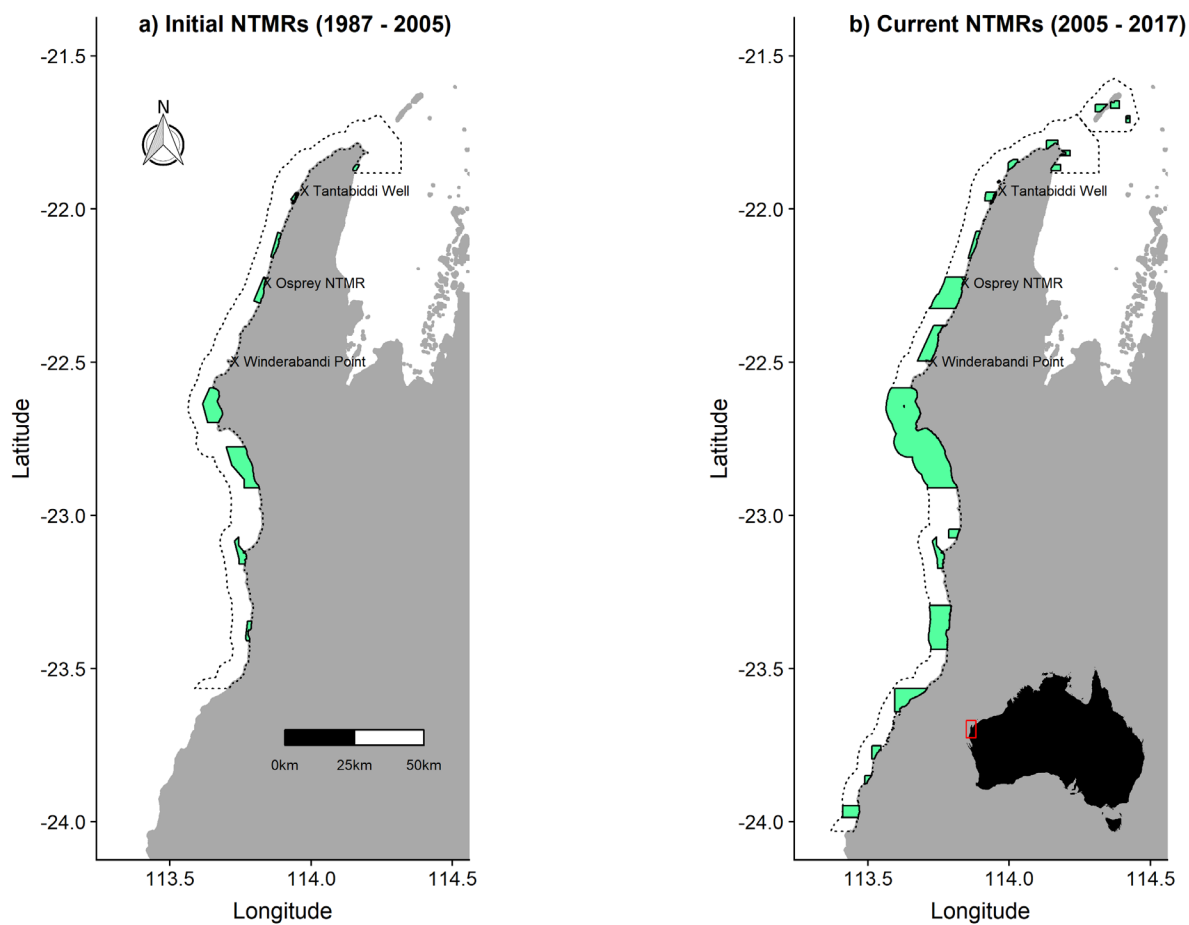 a) Initial NTMRs (1987 - 2005)
b) Current NTMRs (2005 - 2017)
-21.5
-22.0
-22.5
-23.0
-23.5
-24.0
Latitude
N
X Tantabiddi Well
X Osprey NTMR
X Winderabandi Point
0km 25km 50km
113.5 114.0 114.5
Longitude
-21.5
-22.0
-22.5
-23.0
-23.5
-24.0
Latitude
X Tantabiddi Well
X Osprey NTMR
X Winderabandi Point
113.5 114.0 114.5
Longitude